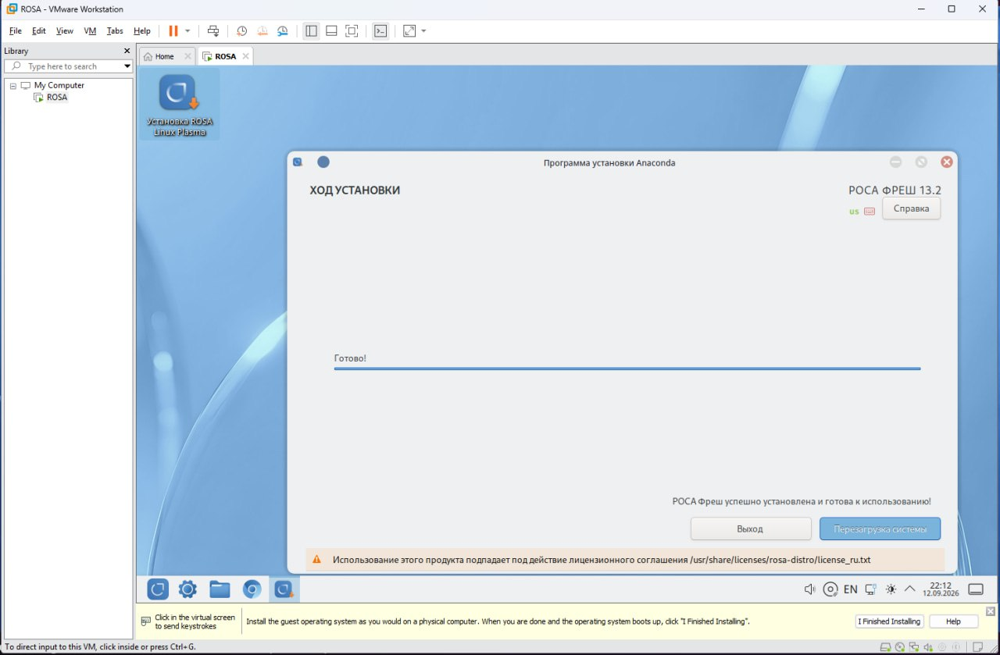 ROSA - VMware Workstation
File Edit View VM Tabs Help
Library
Type here to search
My Computer
ROSA
Home
ROSA
Установка ROSA
Linux Plasma
Программа установки Anaconda
ХОД УСТАНОВКИ
РОСА ФРЕШ 13.2
us
Справка
Готово!
РОСА Фреш успешно установлена и готова к использованию!
Выход
Перезагрузка системы
Использование этого продукта подпадает под действие лицензионного соглашения /usr/share/licenses/rosa-distro/license_ru.txt
EN
22:12
12.09.2026
Click in the virtual screen
to send keystrokes
Install the guest operating system as you would on a physical computer. When you are done and the operating system boots up, click "I Finished Installing".
I Finished Installing
Help
To direct input to this VM, click inside or press Ctrl+G.